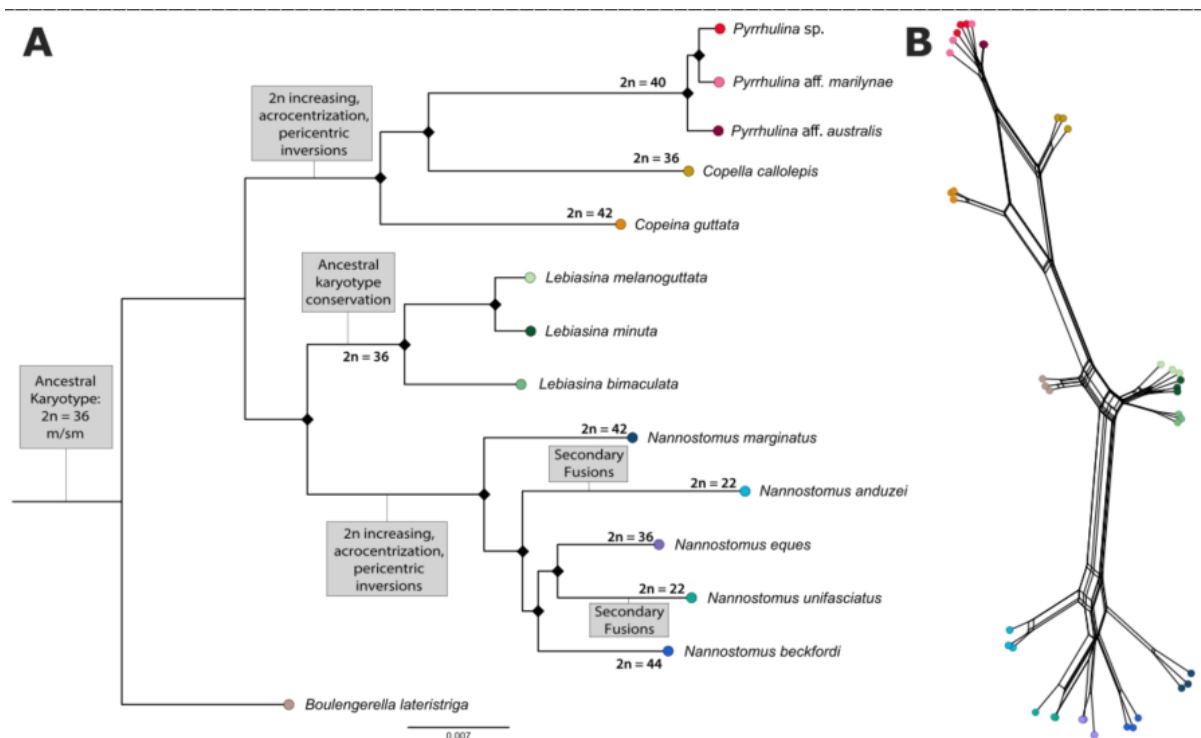 A
B
2n increasing,
acrocentrization,
pericentric
inversions
2n = 40
Pyrrhulina sp.
Pyrrhulina aff. marilynae
Pyrrhulina aff. australis
2n = 36
Copella callolepis
2n = 42
Copeina guttata
Ancestral
karyotype
conservation
2n = 36
Lebiasina melanoguttata
Lebiasina minuta
Lebiasina bimaculata
Ancestral
Karyotype:
2n = 36
m/sm
2n = 42
Nannostomus marginatus
Secondary
Fusions
2n = 22
Nannostomus anduzei
2n increasing,
acrocentrization,
pericentric
inversions
2n = 36
Nannostomus eques
2n = 22
Nannostomus unifasciatus
Secondary
Fusions
2n = 44
Nannostomus beckfordi
Boulengerella lateristriga
0.007